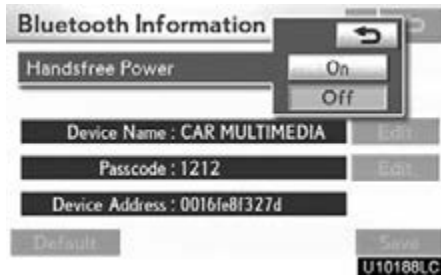 Bluetooth Information
Handsfree Power
On
Off
Device Name : CAR MULTIMEDIA
Edit
Passcode : 1212
Edit
Device Address : 0016fe8f327d
Default
Save
U10188LC